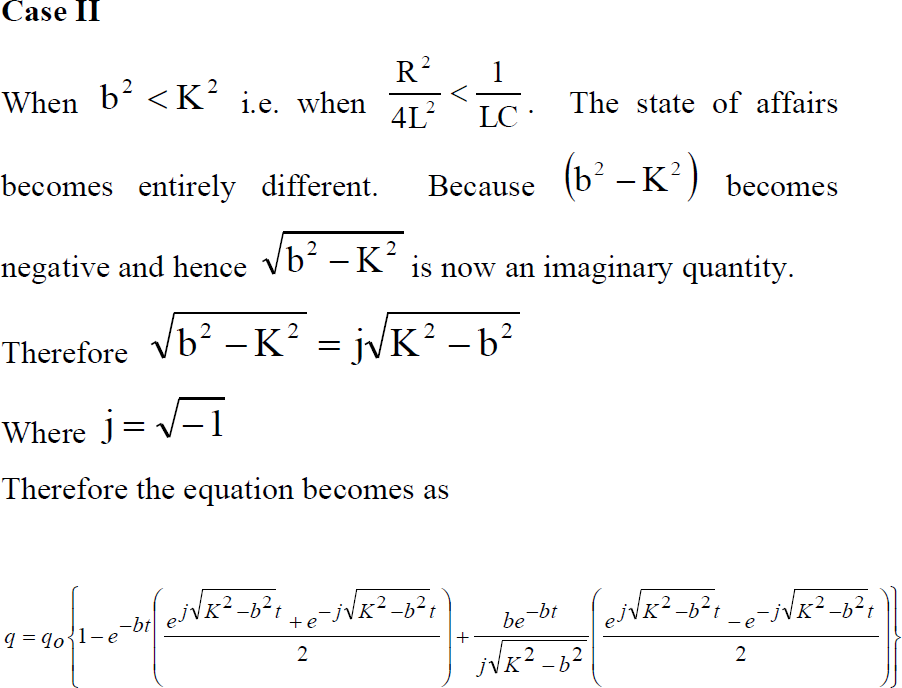 Case II
When b² < K² i.e. when R²/4L² < 1/LC . The state of affairs
becomes entirely different. Because (b² − K²) becomes
negative and hence √(b² − K²) is now an imaginary quantity.
Therefore √(b² − K²) = j√(K² − b²)
Where j = √−1
Therefore the equation becomes as
q = qo{1 − e^(−bt) ((e^(j√(K² − b²) t) + e^(−j√(K² − b²) t))/2) + (be^(−bt))/(j√(K² − b²)) ((e^(j√(K² − b²) t) − e^(−j√(K² − b²) t))/2)}